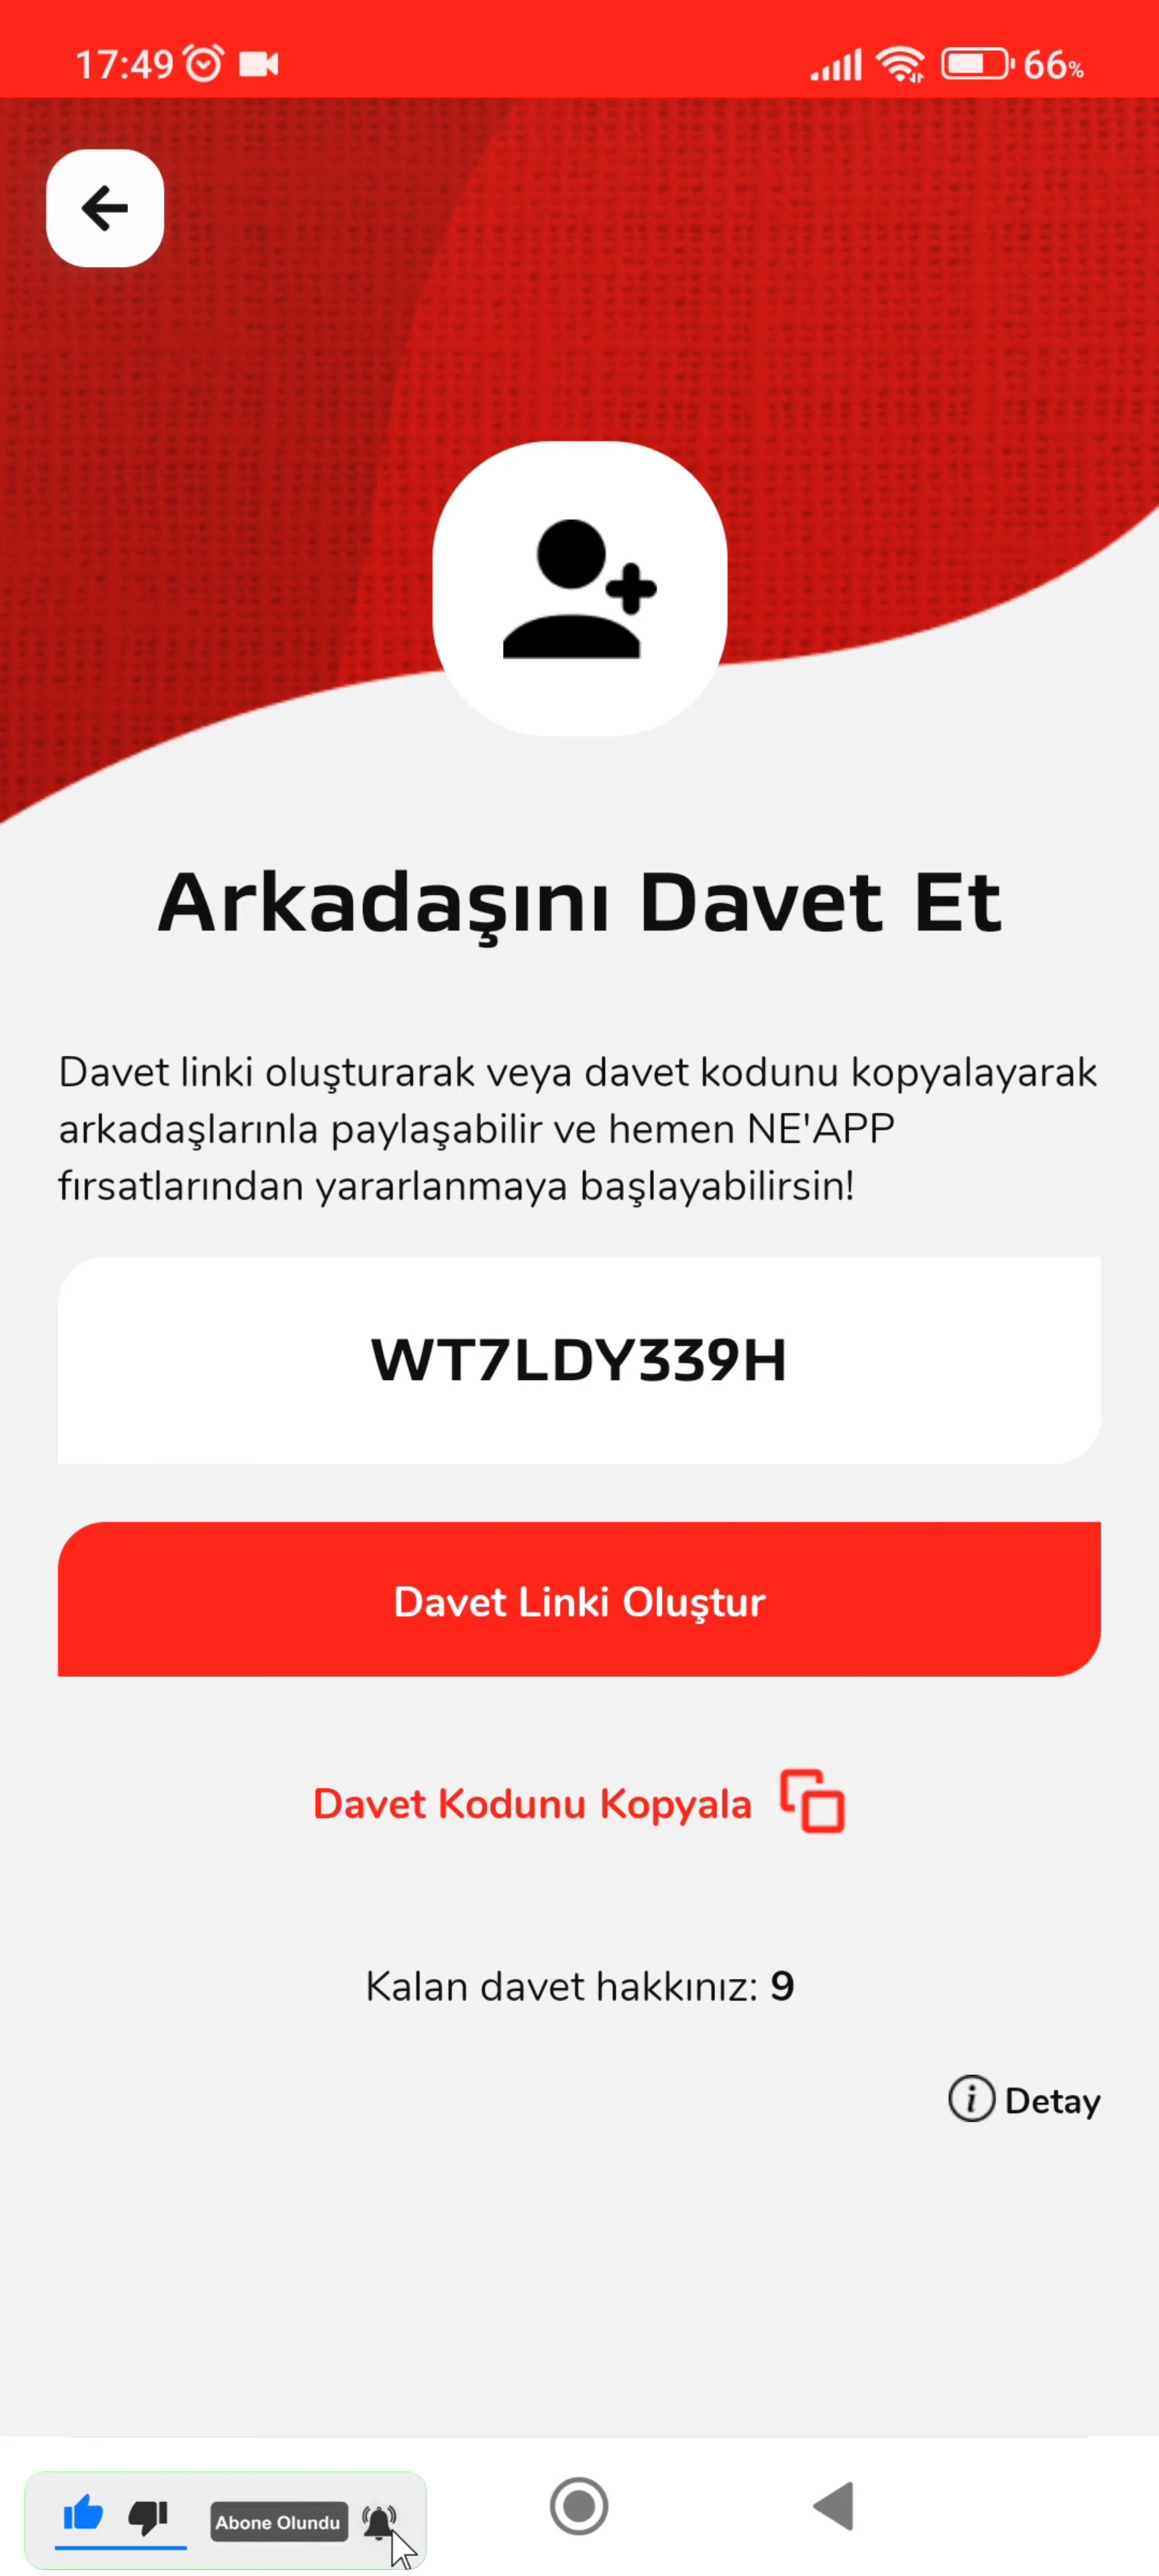 17:49 66%
Arkadaşını Davet Et
Davet linki oluşturarak veya davet kodunu kopyalayarak
arkadaşlarınla paylaşabilir ve hemen NE'APP
fırsatlarından yararlanmaya başlayabilirsin!
WT7LDY339H
Davet Linki Oluştur
Davet Kodunu Kopyala
Kalan davet hakkınız: 9
i Detay
Abone Olundu